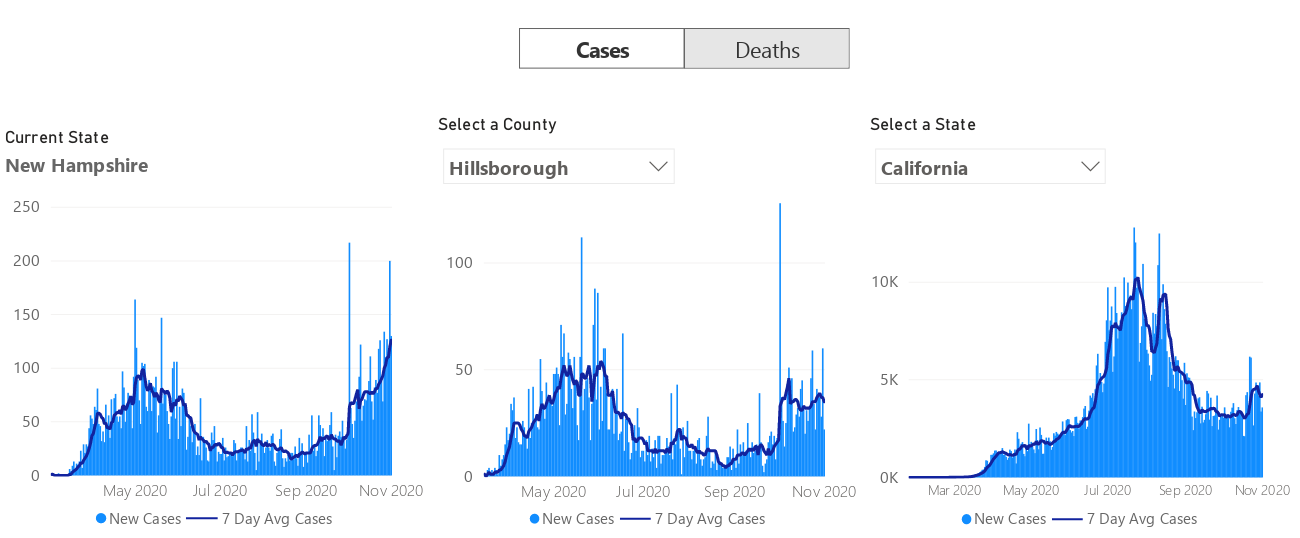 Cases Deaths
Current State
New Hampshire
250
200
150
100
50
0
May 2020 Jul 2020 Sep 2020 Nov 2020
New Cases 7 Day Avg Cases
Select a County
Hillsborough
100
50
0
May 2020 Jul 2020 Sep 2020 Nov 2020
New Cases 7 Day Avg Cases
Select a State
California
10K
5K
0K
Mar 2020 May 2020 Jul 2020 Sep 2020 Nov 2020
New Cases 7 Day Avg Cases